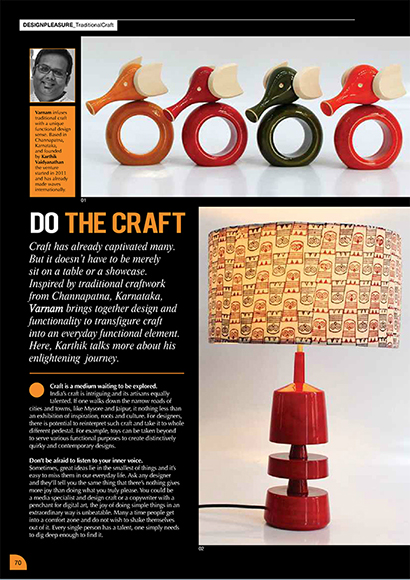 DESIGNPLEASURE_TraditionalCraft
Varnam infuses
traditional craft
with a unique
functional design
sense. Based in
Channapatna,
Karnataka,
and founded
by Karthik
Vaidyanathan
the venture
started in 2011
and has already
made waves
internationally.
01
DO THE CRAFT
Craft has already captivated many.
But it doesn't have to be merely
sit on a table or a showcase.
Inspired by traditional craftwork
from Channapatna, Karnataka,
Varnam brings together design and
functionality to transfigure craft
into an everyday functional element.
Here, Karthik talks more about his
enlightening journey.
Craft is a medium waiting to be explored.
India's craft is intriguing and its artisans equally
talented. If one walks down the narrow roads of
cities and towns, like Mysore and Jaipur, it nothing less than
an exhibition of inspiration, roots and culture. For designers,
there is potential to reinterpret such craft and take it to whole
different pedestal. For example, toys can be taken beyond
to serve various functional purposes to create distinctively
quirky and contemporary designs.
Don't be afraid to listen to your inner voice.
Sometimes, great ideas lie in the smallest of things and it's
easy to miss them in our everyday life. Ask any designer
and they'll tell you the same thing that there's nothing gives
more joy than doing what you truly please. You could be
a media specialist and design craft or a copywriter with a
penchant for digital art, the joy of doing simple things in an
extraordinary way is unbeatable. Many a time people get
into a comfort zone and do not wish to shake themselves
out of it. Every single person has a talent, one simply needs
to dig deep enough to find it.
02
70